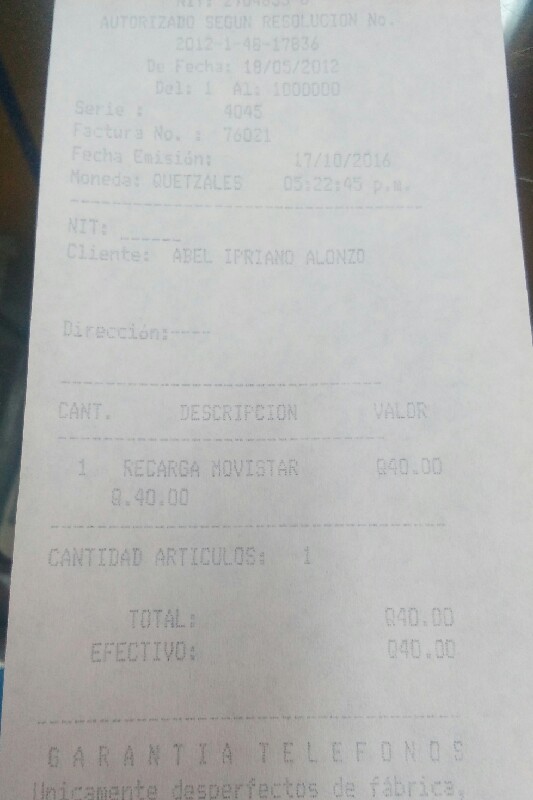 AUTORIZADO SEGUN RESOLUCION No.
2012-1-48-17836
De Fecha: 18/05/2012
Del: 1 Al: 1000000
Serie : 4045
Factura No. : 76021
Fecha Emisión: 17/10/2016
Moneda: QUETZALES 05:22:45 p.m.
NIT: ______
Cliente: ABEL IPRIANO ALONZO
Dirección:----
CANT. DESCRIPCION VALOR
1 RECARGA MOVISTAR Q40.00
Q.40.00
CANTIDAD ARTICULOS: 1
TOTAL: Q40.00
EFECTIVO: Q40.00
GARANTIA TELEFONOS
Unicamente desperfectos de fábrica,